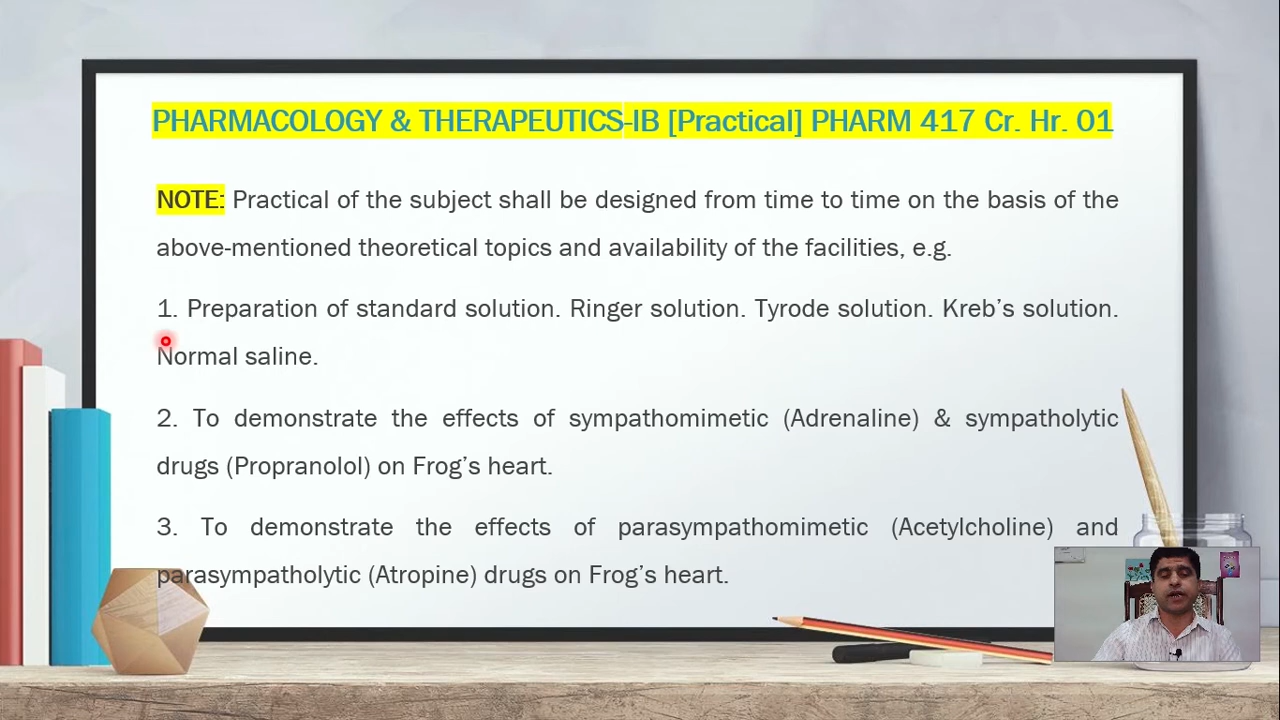 PHARMACOLOGY & THERAPEUTICS-IB [Practical] PHARM 417 Cr. Hr. 01
NOTE: Practical of the subject shall be designed from time to time on the basis of the
above-mentioned theoretical topics and availability of the facilities, e.g.
1. Preparation of standard solution. Ringer solution. Tyrode solution. Kreb’s solution.
Normal saline.
2. To demonstrate the effects of sympathomimetic (Adrenaline) & sympatholytic
drugs (Propranolol) on Frog’s heart.
3. To demonstrate the effects of parasympathomimetic (Acetylcholine) and
parasympatholytic (Atropine) drugs on Frog’s heart.